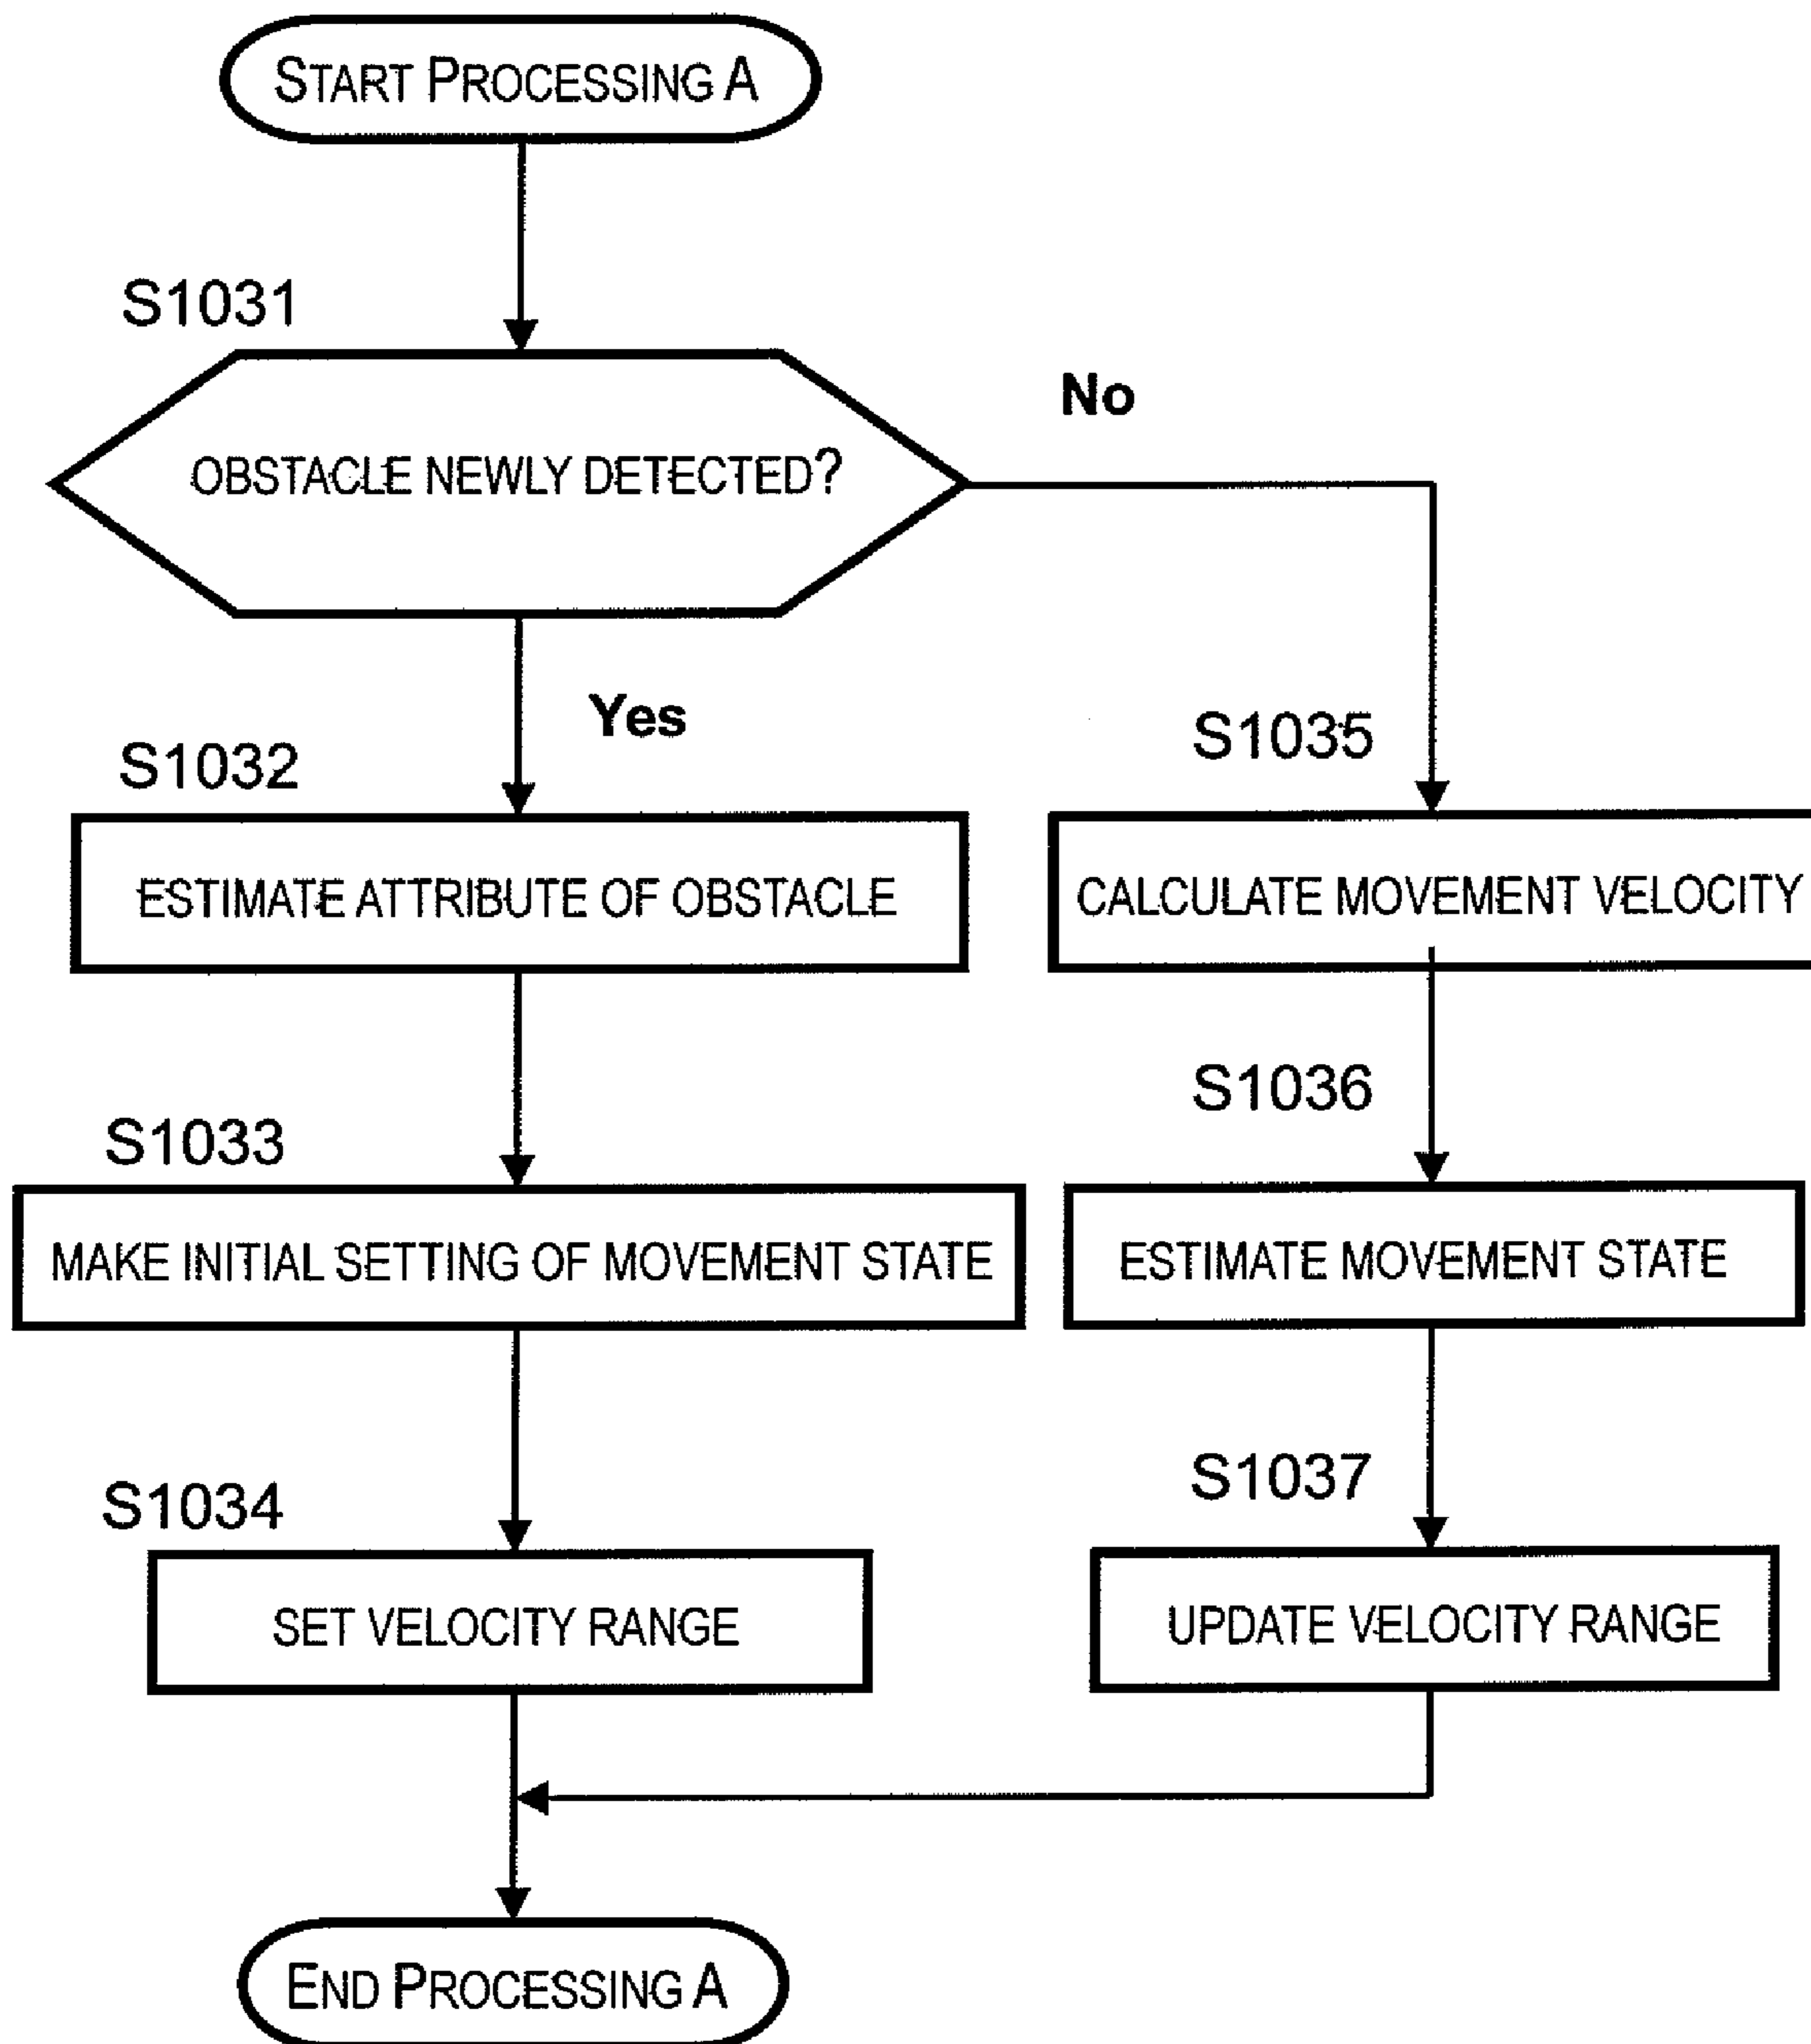 START PROCESSING A
S1031
OBSTACLE NEWLY DETECTED?
No
Yes
S1032
ESTIMATE ATTRIBUTE OF OBSTACLE
S1033
MAKE INITIAL SETTING OF MOVEMENT STATE
S1034
SET VELOCITY RANGE
S1035
CALCULATE MOVEMENT VELOCITY
S1036
ESTIMATE MOVEMENT STATE
S1037
UPDATE VELOCITY RANGE
END PROCESSING A